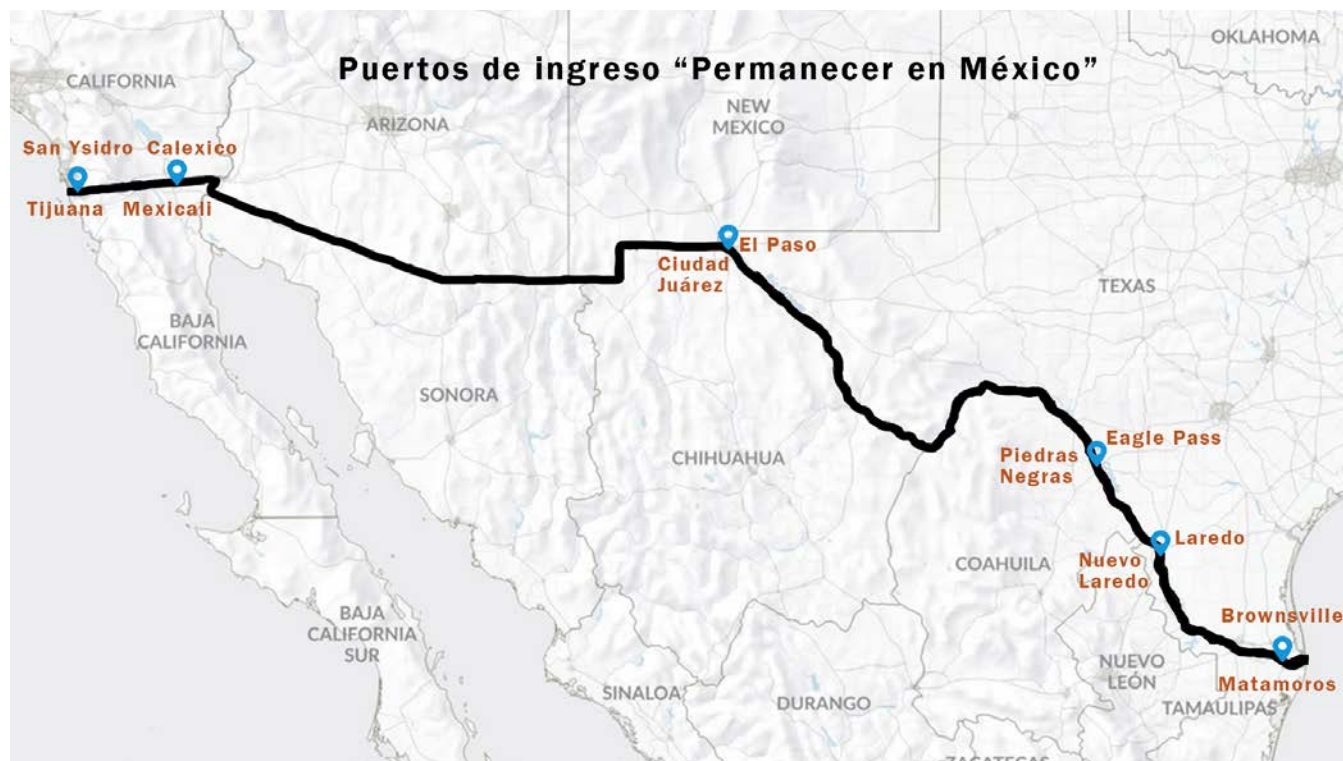 Puertos de ingreso “Permanecer en México”
OKLAHOMA
CALIFORNIA
ARIZONA
NEW
MEXICO
San Ysidro
Calexico
Tijuana
Mexicali
El Paso
Ciudad
Juárez
TEXAS
BAJA
CALIFORNIA
SONORA
CHIHUAHUA
Eagle Pass
Piedras
Negras
Laredo
COAHUILA
Nuevo
Laredo
BAJA
CALIFORNIA
SUR
Brownsville
NUEVO
LEÓN
Matamoros
SINALOA
DURANGO
TAMAULIPAS
ZACATECAS